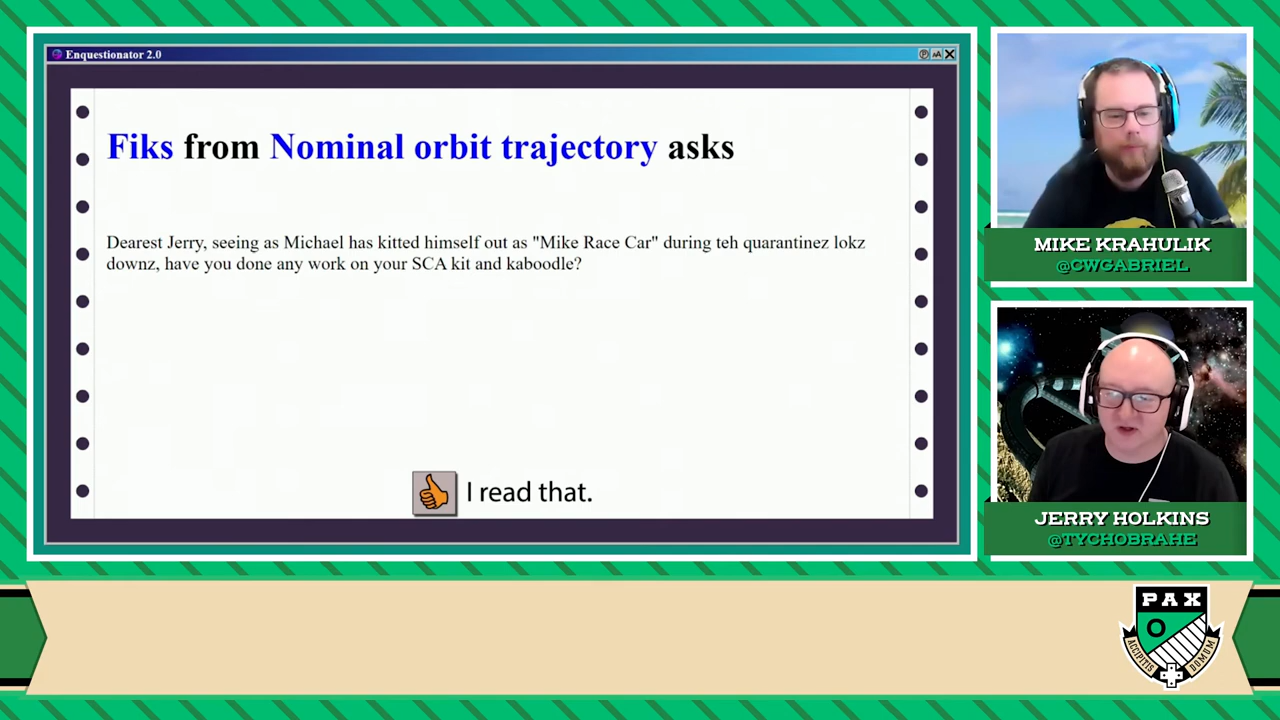 Enquestionator 2.0
Fiks from Nominal orbit trajectory asks
Dearest Jerry, seeing as Michael has kitted himself out as "Mike Race Car" during teh quarantinez lokz
downz, have you done any work on your SCA kit and kaboodle?
I read that.
MIKE KRAHULIK
@CWGABRIEL
JERRY HOLKINS
@TYCHOBRAHE
PAX
ACCIPITIS
DOMUM